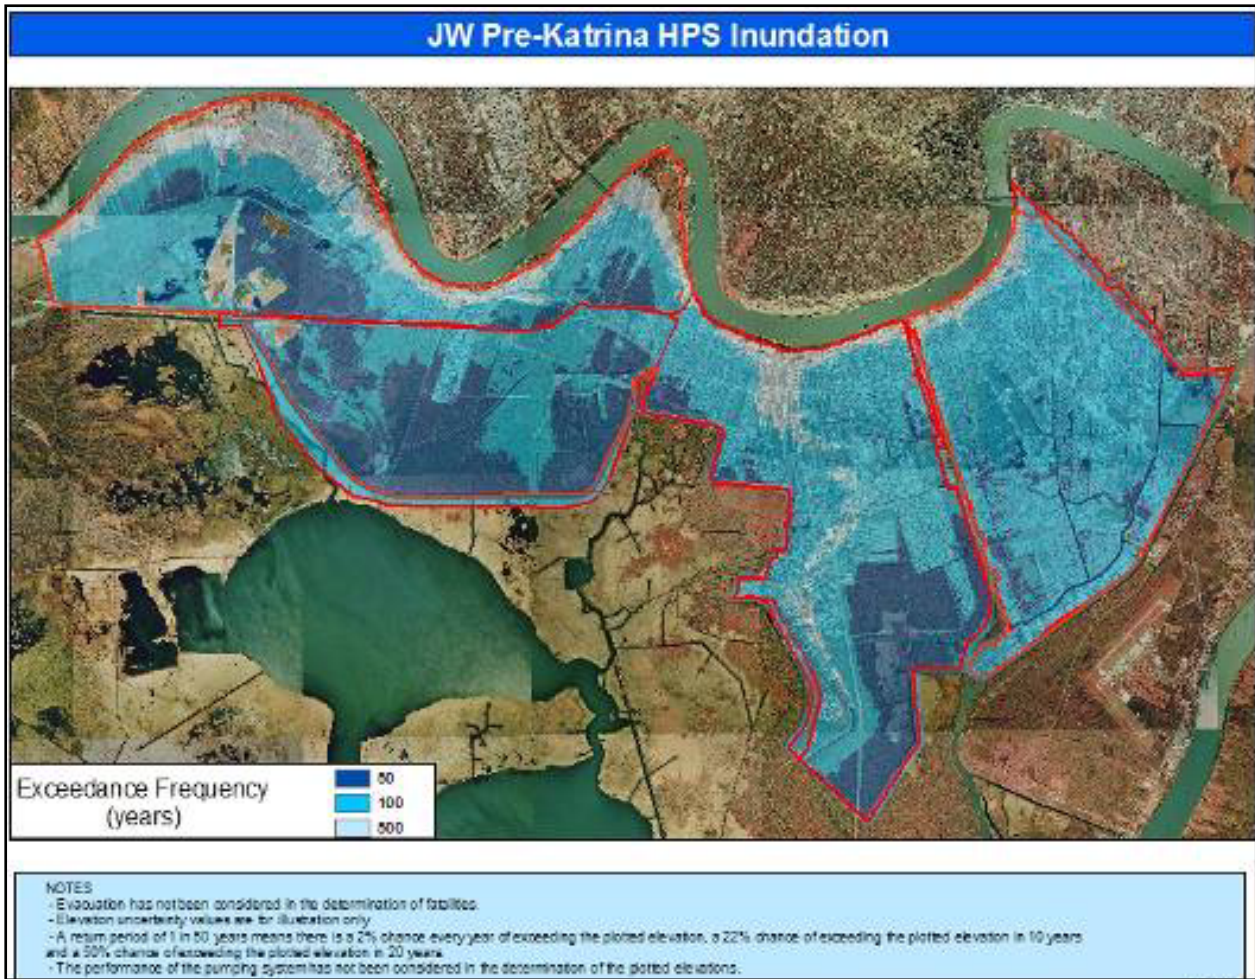 JW Pre-Katrina HPS Inundation
Exceedance Frequency
(years)
50
100
500
NOTES
- Evacuation has not been considered in the determination of fatalities.
- Elevation uncertainty values are for illustration only
- A return period of 1 in 50 years means there is a 2% chance every year of exceeding the plotted elevation, a 22% chance of exceeding the plotted elevation in 10 years
and a 50% chance of exceeding the plotted elevation in 20 years.
- The performance of the pumping system has not been considered in the determination of the plotted elevations.